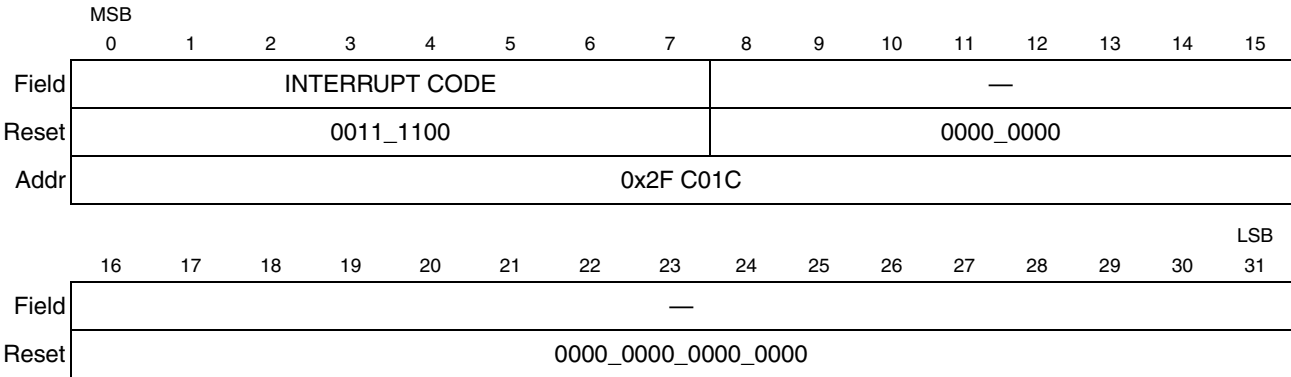 MSB
0 1 2 3 4 5 6 7 8 9 10 11 12 13 14 15
Field INTERRUPT CODE —
Reset 0011_1100 0000_0000
Addr 0x2F C01C
LSB
16 17 18 19 20 21 22 23 24 25 26 27 28 29 30 31
Field —
Reset 0000_0000_0000_0000